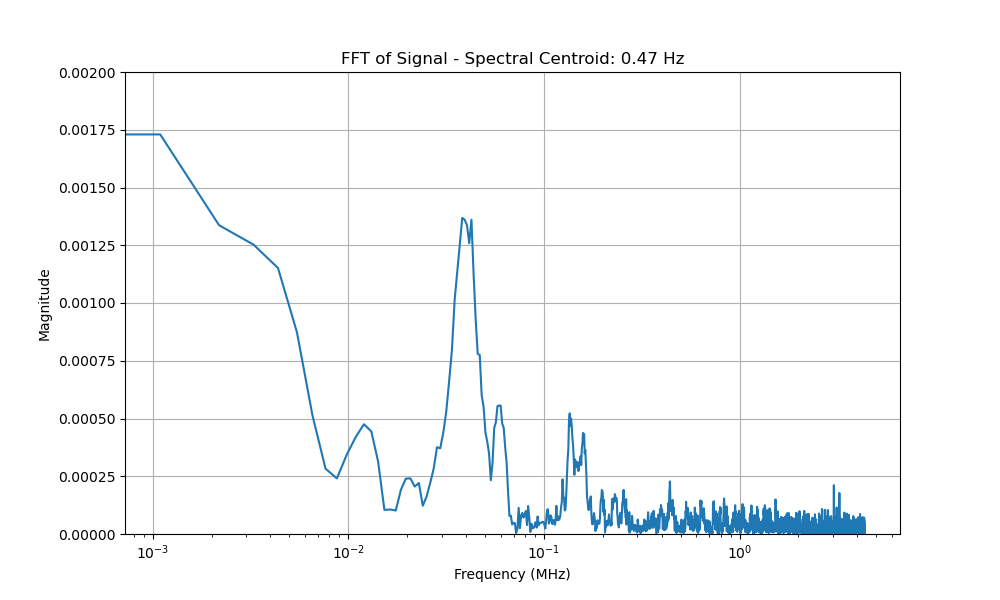 FFT of Signal - Spectral Centroid: 0.47 Hz
0.00200
0.00175
0.00150
0.00125
0.00100
0.00075
0.00050
0.00025
0.00000
Magnitude
10⁻³ 10⁻² 10⁻¹ 10⁰
Frequency (MHz)